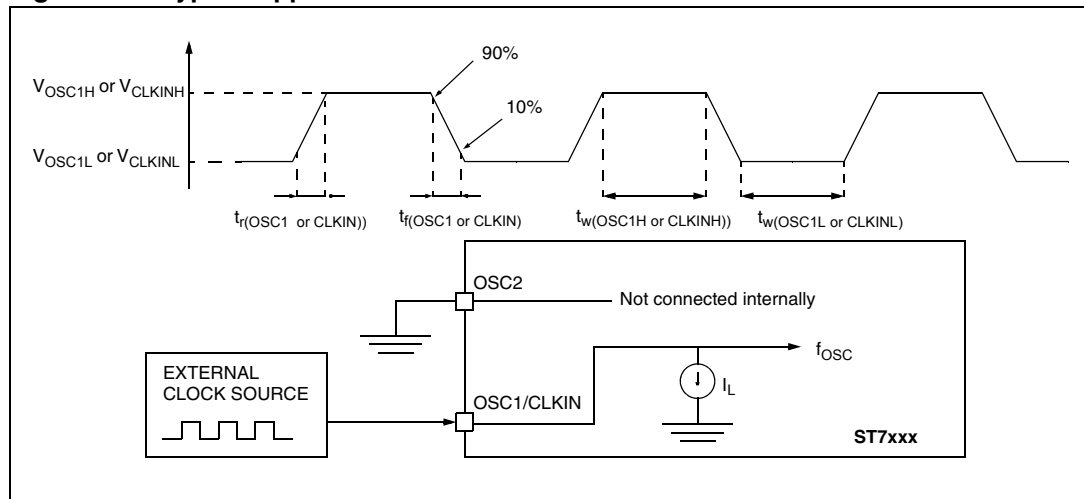 90%
V_OSC1H or V_CLKINH
10%
V_OSC1L or V_CLKINL
t_r(OSC1 or CLKIN))
t_f(OSC1 or CLKIN)
t_w(OSC1H or CLKINH))
t_w(OSC1L or CLKINL)
OSC2
Not connected internally
f_OSC
EXTERNAL
CLOCK SOURCE
I_L
OSC1/CLKIN
ST7xxx